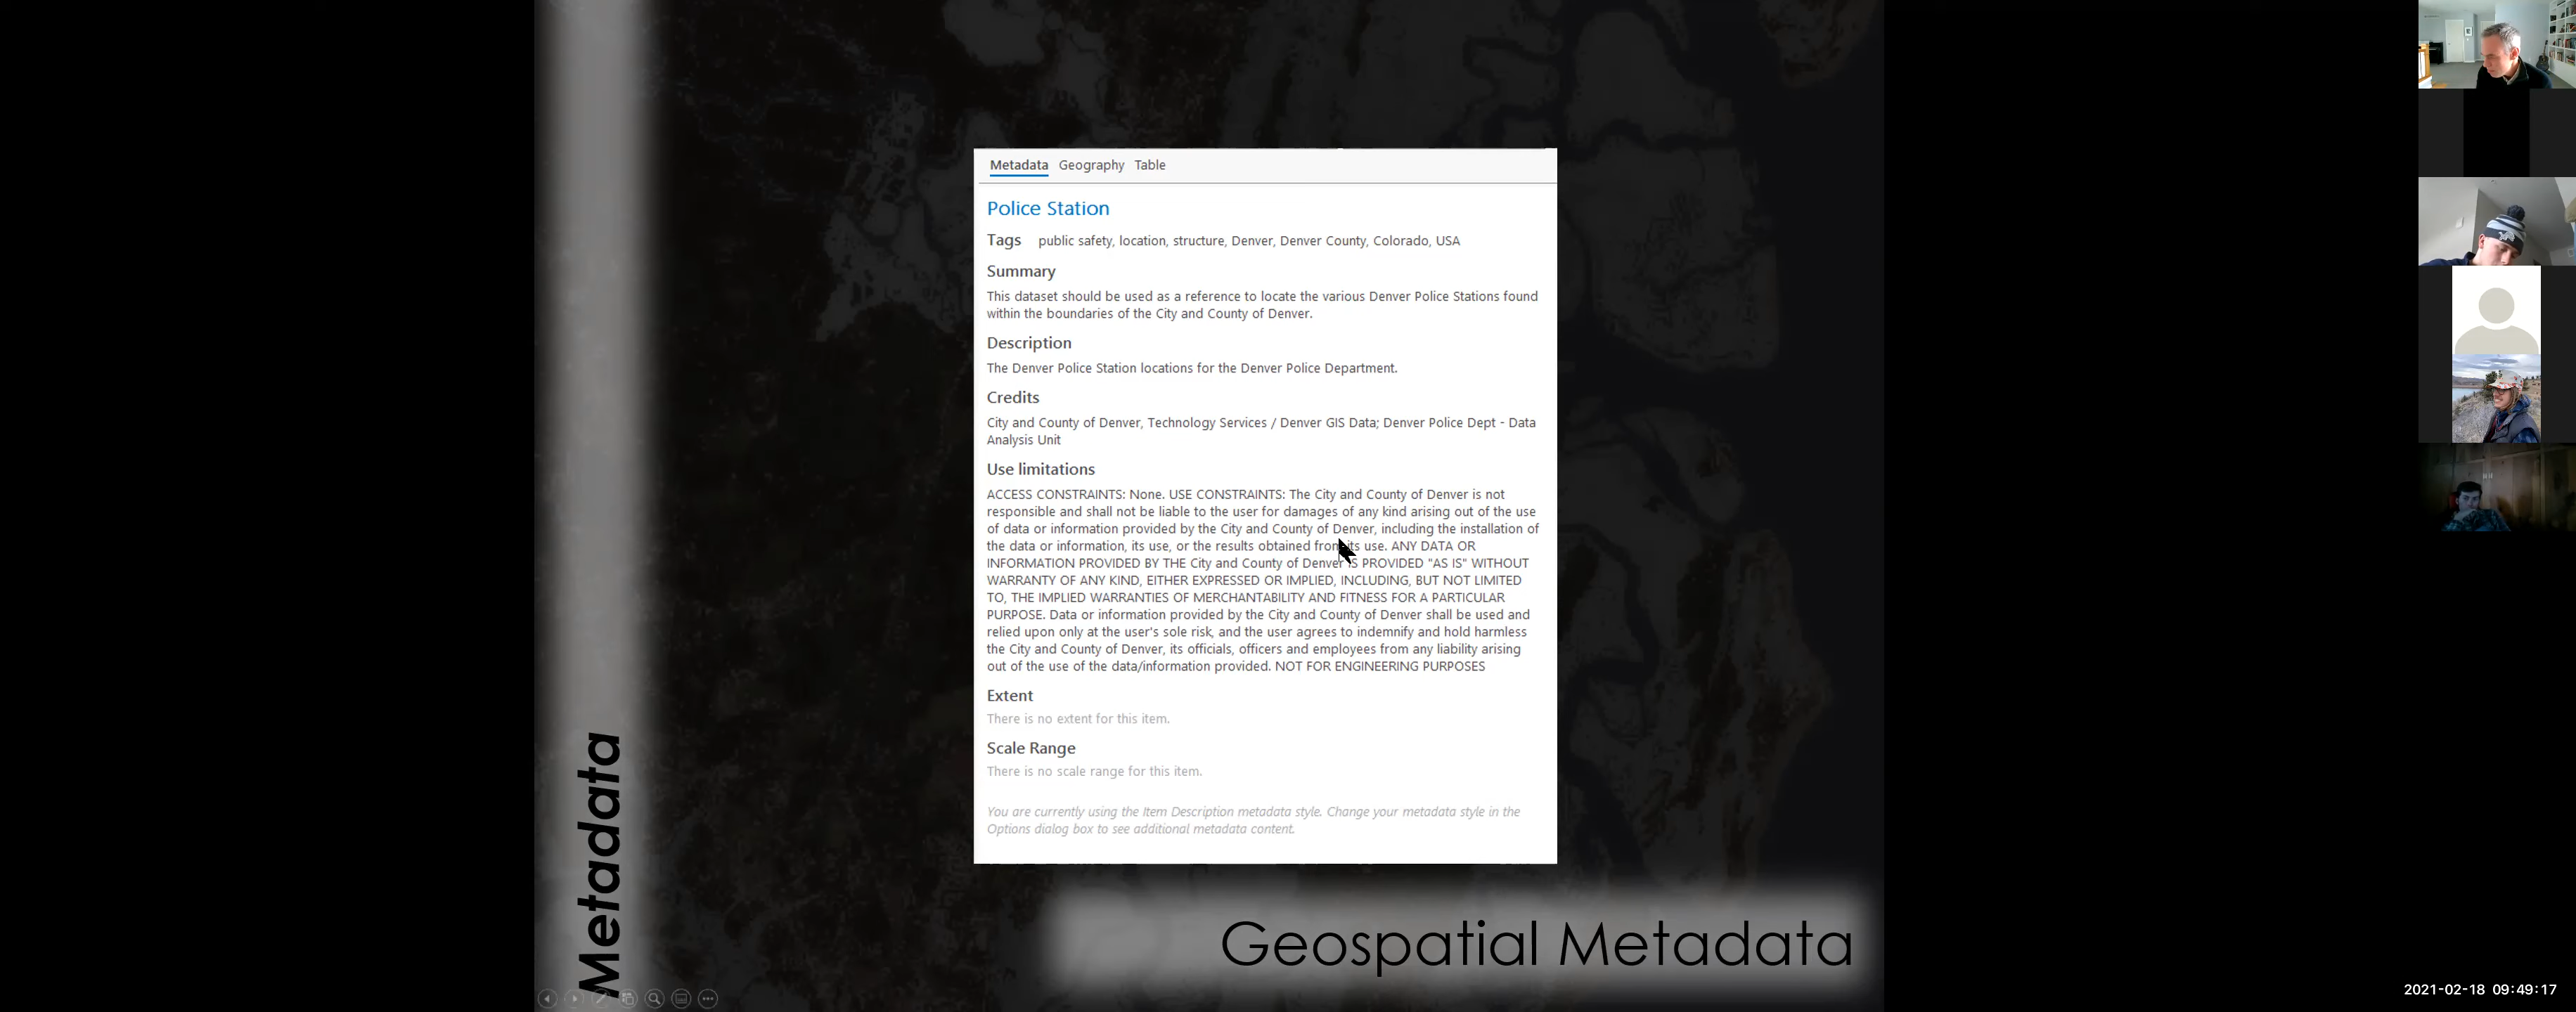 Metadata Geography Table
Police Station
Tags public safety, location, structure, Denver, Denver County, Colorado, USA
Summary
This dataset should be used as a reference to locate the various Denver Police Stations found
within the boundaries of the City and County of Denver.
Description
The Denver Police Station locations for the Denver Police Department.
Credits
City and County of Denver, Technology Services / Denver GIS Data; Denver Police Dept - Data
Analysis Unit
Use limitations
ACCESS CONSTRAINTS: None. USE CONSTRAINTS: The City and County of Denver is not
responsible and shall not be liable to the user for damages of any kind arising out of the use
of data or information provided by the City and County of Denver, including the installation of
the data or information, its use, or the results obtained from its use. ANY DATA OR
INFORMATION PROVIDED BY THE City and County of Denver IS PROVIDED "AS IS" WITHOUT
WARRANTY OF ANY KIND, EITHER EXPRESSED OR IMPLIED, INCLUDING, BUT NOT LIMITED
TO, THE IMPLIED WARRANTIES OF MERCHANTABILITY AND FITNESS FOR A PARTICULAR
PURPOSE. Data or information provided by the City and County of Denver shall be used and
relied upon only at the user's sole risk, and the user agrees to indemnify and hold harmless
the City and County of Denver, its officials, officers and employees from any liability arising
out of the use of the data/information provided. NOT FOR ENGINEERING PURPOSES
Extent
There is no extent for this item.
Scale Range
There is no scale range for this item.
You are currently using the Item Description metadata style. Change your metadata style in the
Options dialog box to see additional metadata content.
Metadata
Geospatial Metadata
2021-02-18 09:49:17